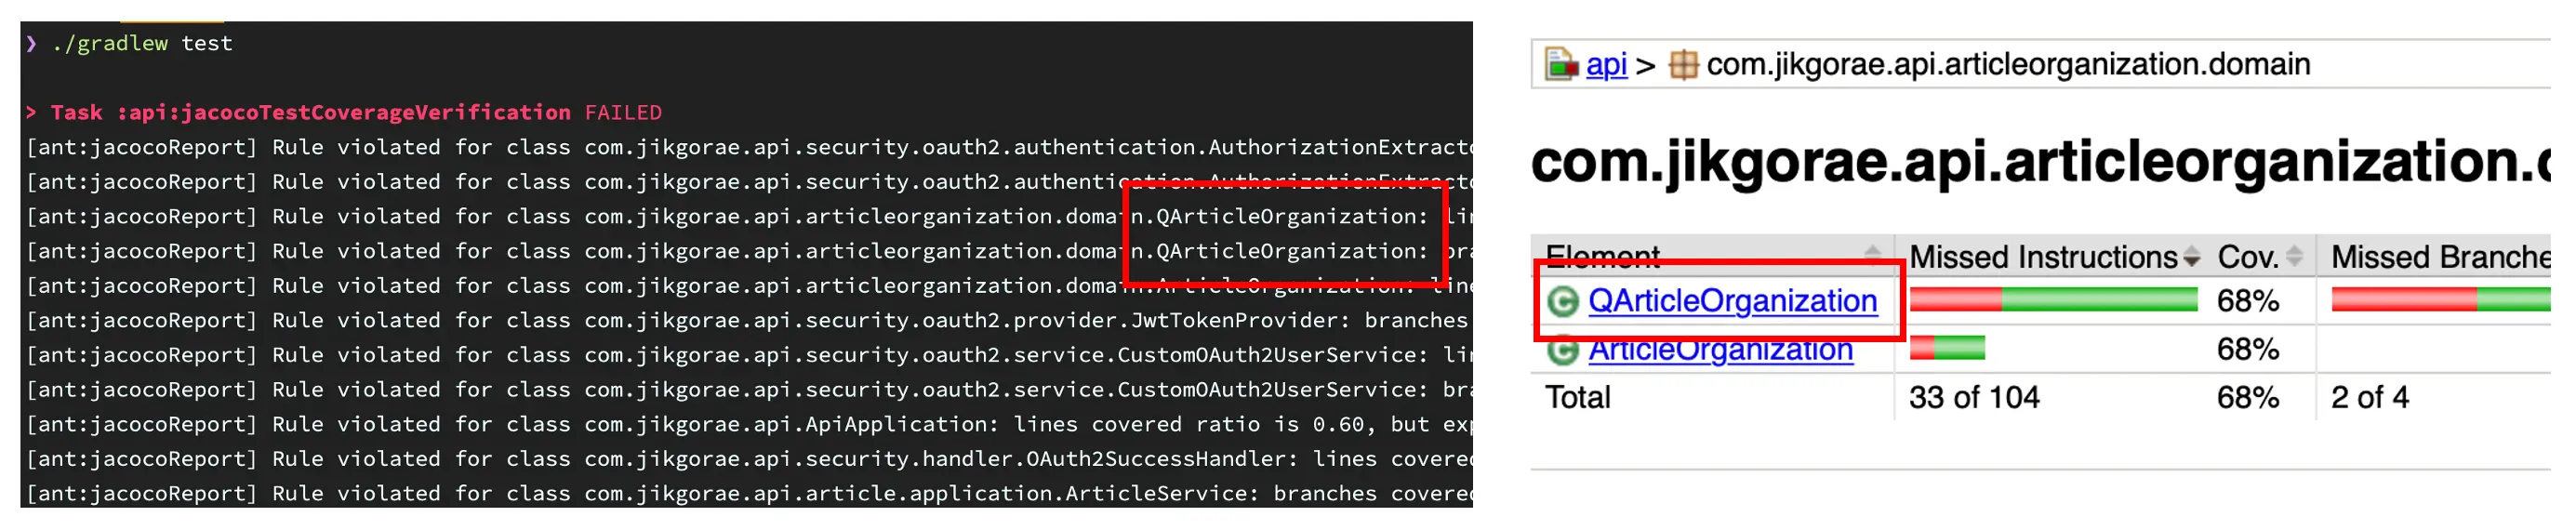 ❯ ./gradlew test
> Task :api:jacocoTestCoverageVerification FAILED
[ant:jacocoReport] Rule violated for class com.jikgorae.api.security.oauth2.authentication.AuthorizationExtracto
[ant:jacocoReport] Rule violated for class com.jikgorae.api.security.oauth2.authentication.AuthorizationExtracto
[ant:jacocoReport] Rule violated for class com.jikgorae.api.articleorganization.domain.QArticleOrganization: lin
[ant:jacocoReport] Rule violated for class com.jikgorae.api.articleorganization.domain.QArticleOrganization: bra
[ant:jacocoReport] Rule violated for class com.jikgorae.api.articleorganization.domain.ArticleOrganization: line
[ant:jacocoReport] Rule violated for class com.jikgorae.api.security.oauth2.provider.JwtTokenProvider: branches
[ant:jacocoReport] Rule violated for class com.jikgorae.api.security.oauth2.service.CustomOAuth2UserService: lin
[ant:jacocoReport] Rule violated for class com.jikgorae.api.security.oauth2.service.CustomOAuth2UserService: bra
[ant:jacocoReport] Rule violated for class com.jikgorae.api.ApiApplication: lines covered ratio is 0.60, but exp
[ant:jacocoReport] Rule violated for class com.jikgorae.api.security.handler.OAuth2SuccessHandler: lines covered
[ant:jacocoReport] Rule violated for class com.jikgorae.api.article.application.ArticleService: branches covered
api > com.jikgorae.api.articleorganization.domain
com.jikgorae.api.articleorganization.d
Element Missed Instructions Cov. Missed Branche
QArticleOrganization 68%
ArticleOrganization 68%
Total 33 of 104 68% 2 of 4